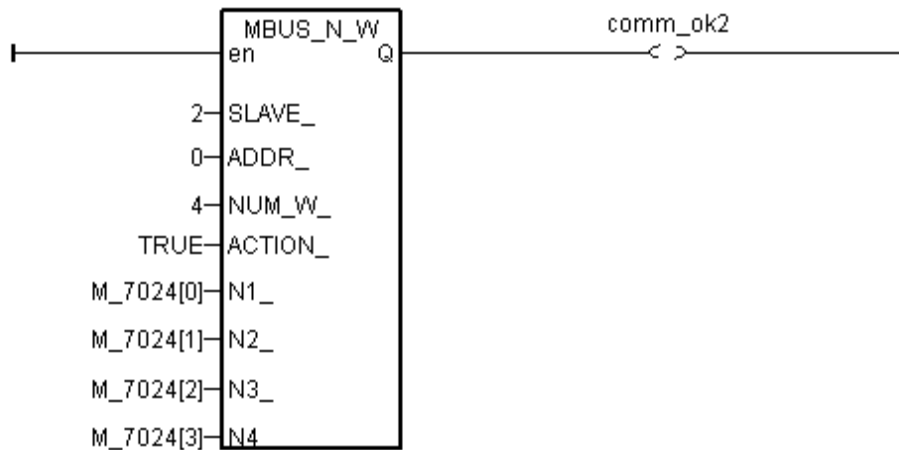 MBUS_N_W comm_ok2
en Q
2 SLAVE_
0 ADDR_
4 NUM_W_
TRUE ACTION_
M_7024[0] N1_
M_7024[1] N2_
M_7024[2] N3_
M_7024[3] N4